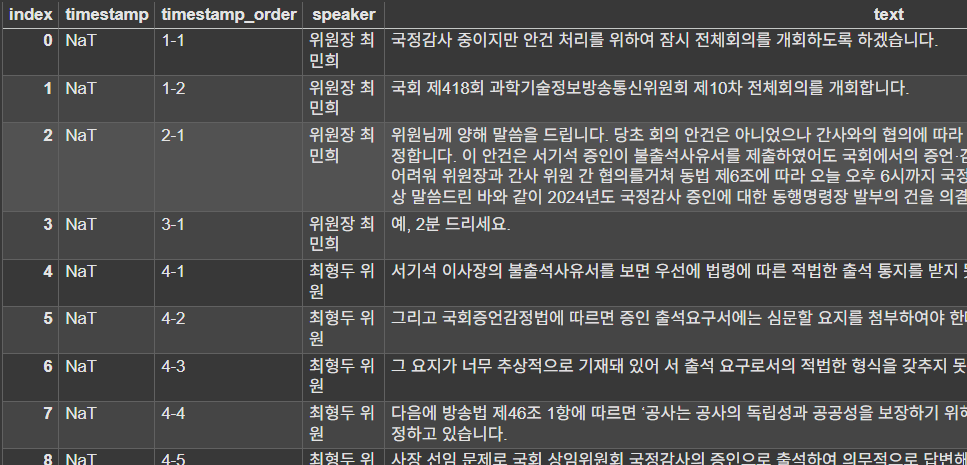 index timestamp timestamp_order speaker text
0 NaT 1-1 위원장 최민희 국정감사 중이지만 안건 처리를 위하여 잠시 전체회의를 개회하도록 하겠습니다.
1 NaT 1-2 위원장 최민희 국회 제418회 과학기술정보방송통신위원회 제10차 전체회의를 개회합니다.
2 NaT 2-1 위원장 최민희 위원님께 양해 말씀을 드립니다. 당초 회의 안건은 아니었으나 간사와의 협의에 따라
정합니다. 이 안건은 서기석 증인이 불출석사유서를 제출하였어도 국회에서의 증언·감
어려워 위원장과 간사 위원 간 협의를거쳐 동법 제6조에 따라 오늘 오후 6시까지 국정
상 말씀드린 바와 같이 2024년도 국정감사 증인에 대한 동행명령장 발부의 건을 의결
3 NaT 3-1 위원장 최민희 예, 2분 드리세요.
4 NaT 4-1 최형두 위원 서기석 이사장의 불출석사유서를 보면 우선에 법령에 따른 적법한 출석 통지를 받지
5 NaT 4-2 최형두 위원 그리고 국회증언감정법에 따르면 증인 출석요구서에는 심문할 요지를 첨부하여야
6 NaT 4-3 최형두 위원 그 요지가 너무 추상적으로 기재돼 있어 서 출석 요구로서의 적법한 형식을 갖추지 못
7 NaT 4-4 최형두 위원 다음에 방송법 제46조 1항에 따르면 ‘공사는 공사의 독립성과 공공성을 보장하기 위해
정하고 있습니다.
8 NaT 4-5 최형두 위 사장 선임 문제로 국회 상임위원회 국정감사의 증인으로 출석하여 의무적으로 답변해